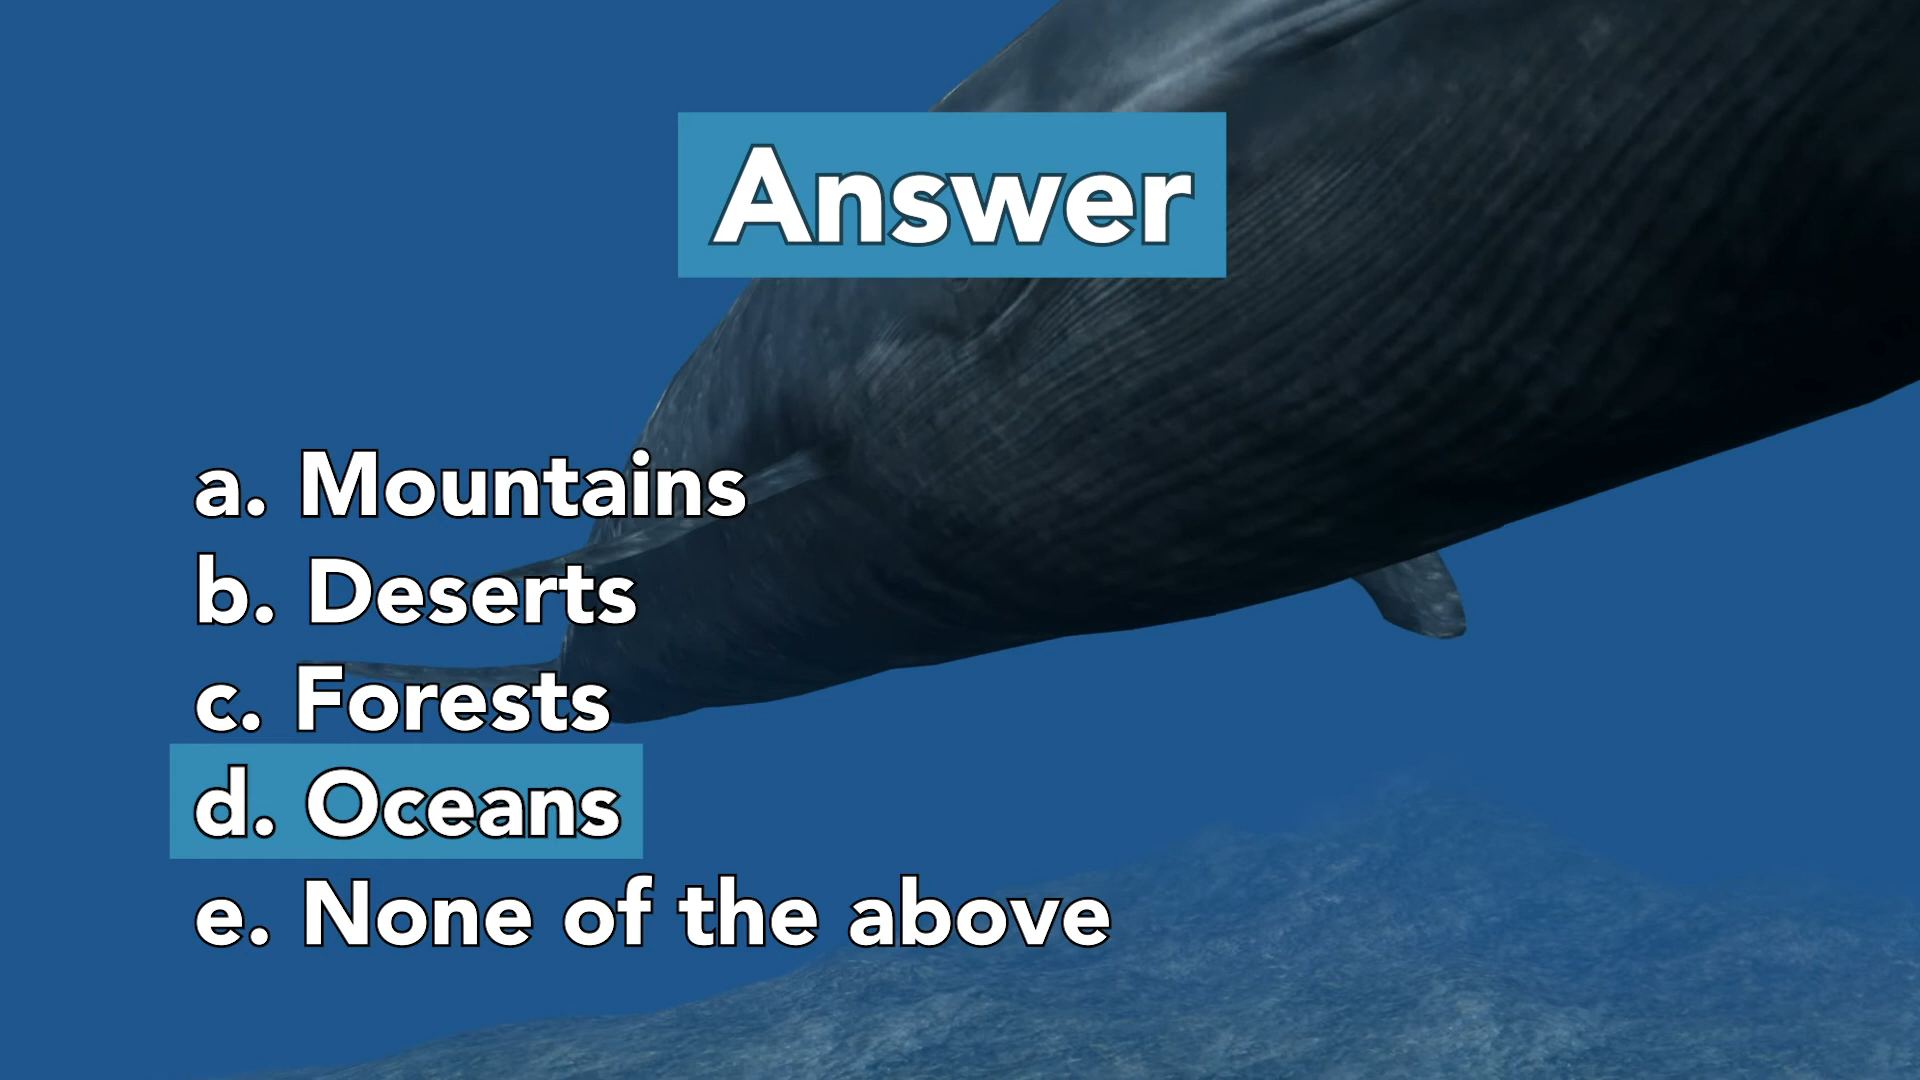 Answer
a. Mountains
b. Deserts
c. Forests
d. Oceans
e. None of the above